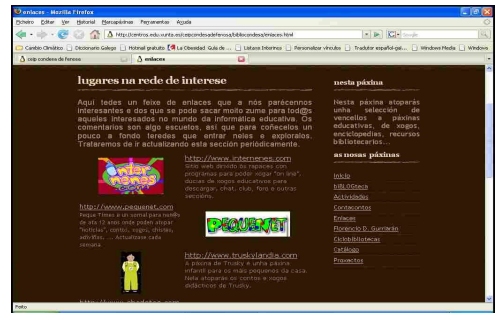 enlaces - Mozilla Firefox
Ficheiro Editar Ver Historial Marcapáxinas Ferramentas Axuda
http://centros.edu.xunta.es/ceipcondesadefenosa/bibliocondesa/enlaces.html
Cambio Climático Diccionario Galego Hotmail gratuito La Obesidad Guía de ... Listaos Informes Personalizar vínculos Tradutor español-gal... Windows Media Windows
ceip condesa de fenosa enlaces
lugares na rede de interese
Aquí tedes un feixe de enlaces que a nós parécennos
interesantes e dos que se pode sacar moito zume para tod@s
aqueles interesados no mundo da informática educativa. Os
comentarios son algo escuetos, así que para coñecelos un
pouco a fondo teredes que entrar neles e exploralos.
Trataremos de ir actualizando esta sección periódicamente.
http://www.internenes.com
Sitio web dirixido ós rapaces con
programas para poder xogar "on line",
ducias de xogos educativos para
descargar, chat, club, foro e outras
seccións.
http://www.pequenet.com
Peque Times é un xornal para nen@s
de ata 12 anos onde poden atopar
"noticias", contos, xogos, chistes,
adiviñas, ... Actualízase cada
semana
PEQUENET
http://www.truskylandia.com
A páxina de Trusky é unha páxina
infantil para os máis pequenos da casa.
Nela atoparás os contos e xogos
didácticos de Trusky.
nesta páxina
Nesta páxina atoparás
unha selección de
vencellos a páxinas
educativas, de xogos,
enciclopedias, recursos
bibliotecarios...
as nosas páxinas
Inicio
biBLOGteca
Actividades
Contacontos
Enlaces
Florencio D. Gurriarán
Ciclobibliotecas
Catálogo
Proxectos
Feito